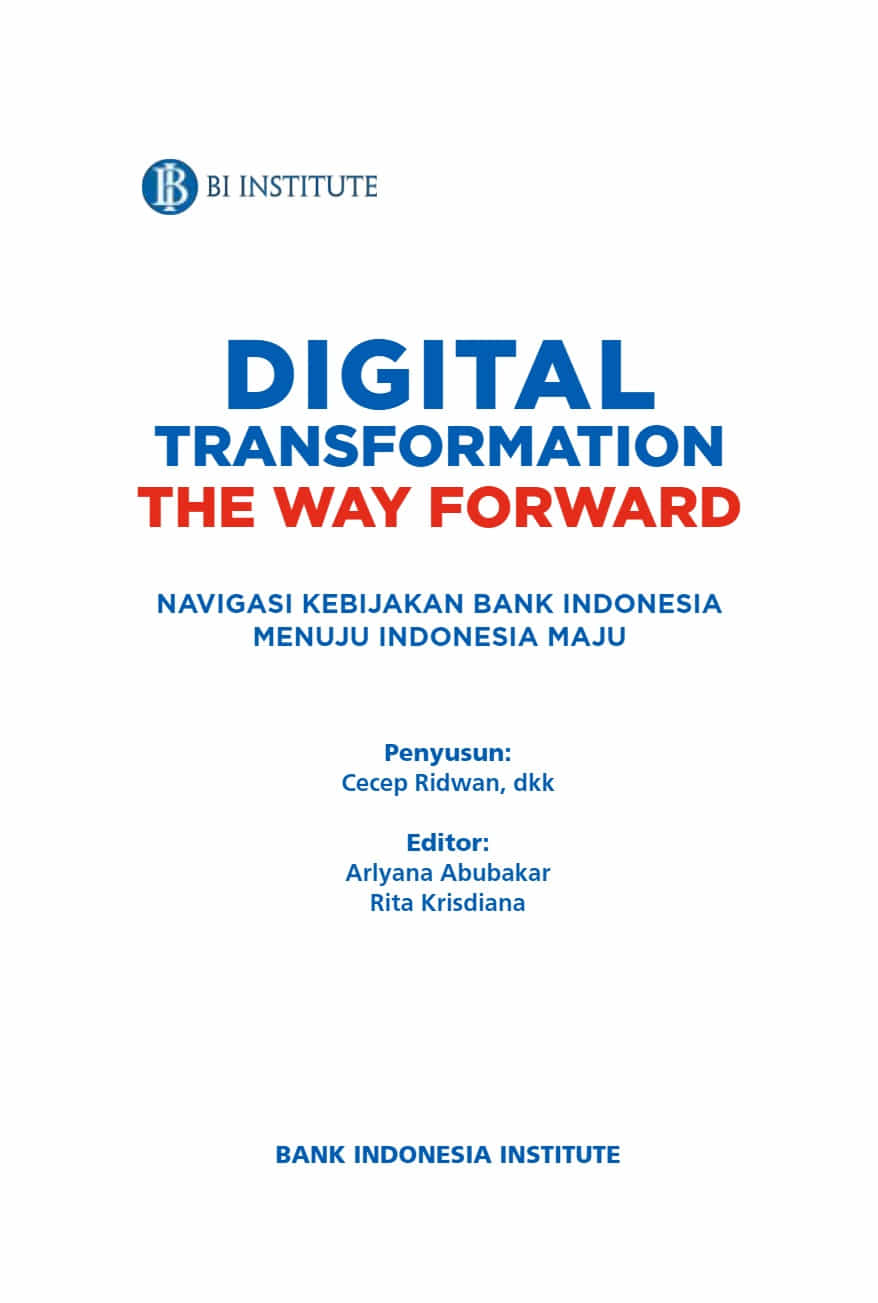 BI INSTITUTE
DIGITAL
TRANSFORMATION
THE WAY FORWARD
NAVIGASI KEBIJAKAN BANK INDONESIA
MENUJU INDONESIA MAJU
Penyusun:
Cecep Ridwan, dkk
Editor:
Arlyana Abubakar
Rita Krisdiana
BANK INDONESIA INSTITUTE